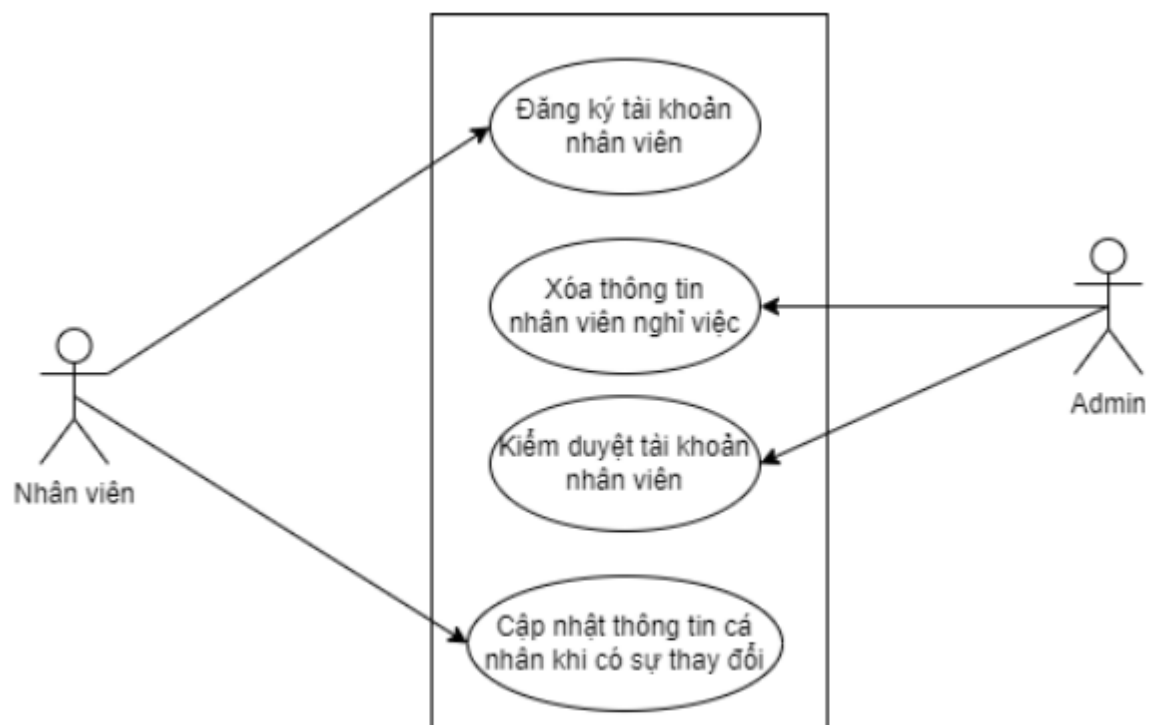 Đăng ký tài khoản
nhân viên
Xóa thông tin
nhân viên nghỉ việc
Admin
Kiểm duyệt tài khoản
nhân viên
Nhân viên
Cập nhật thông tin cá
nhân khi có sự thay đổi